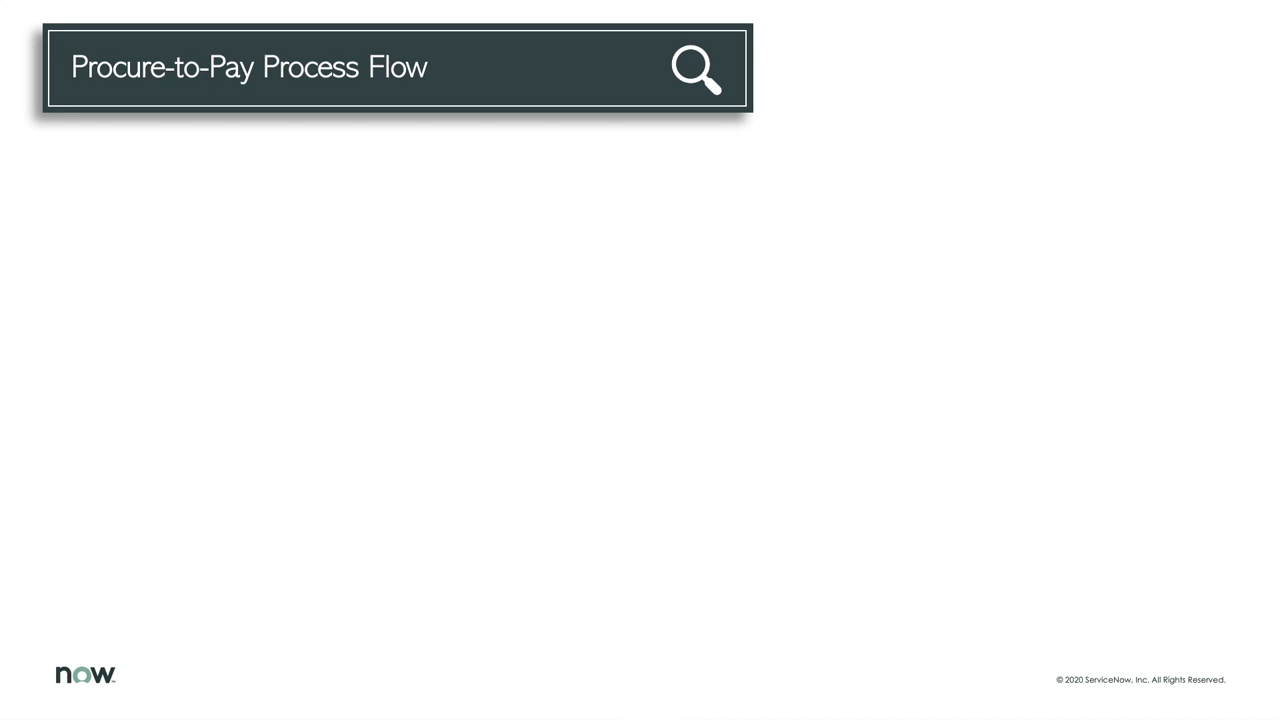 Procure-to-Pay Process Flow
now
© 2020 ServiceNow, Inc. All Rights Reserved.